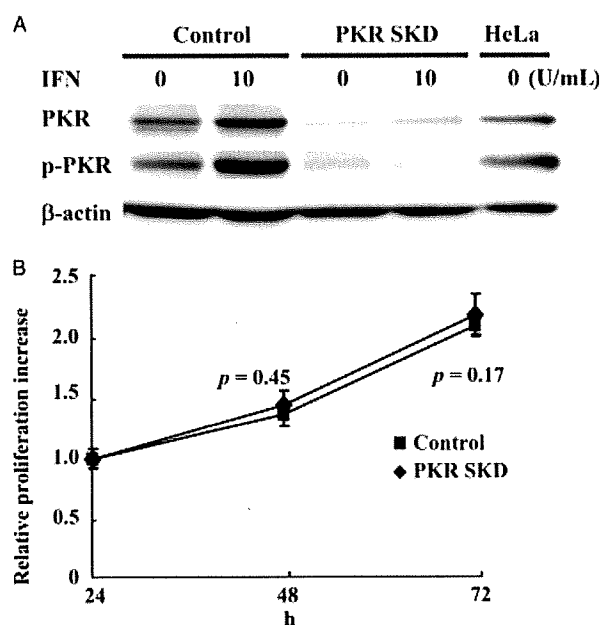 A
Control PKR SKD HeLa
IFN 0 10 0 10 0 (U/mL)
PKR
p-PKR
β-actin
B
Relative proliferation increase
2.5
2.0
1.5
1.0
0.5
0
p = 0.45
p = 0.17
Control
PKR SKD
24 48 72
h